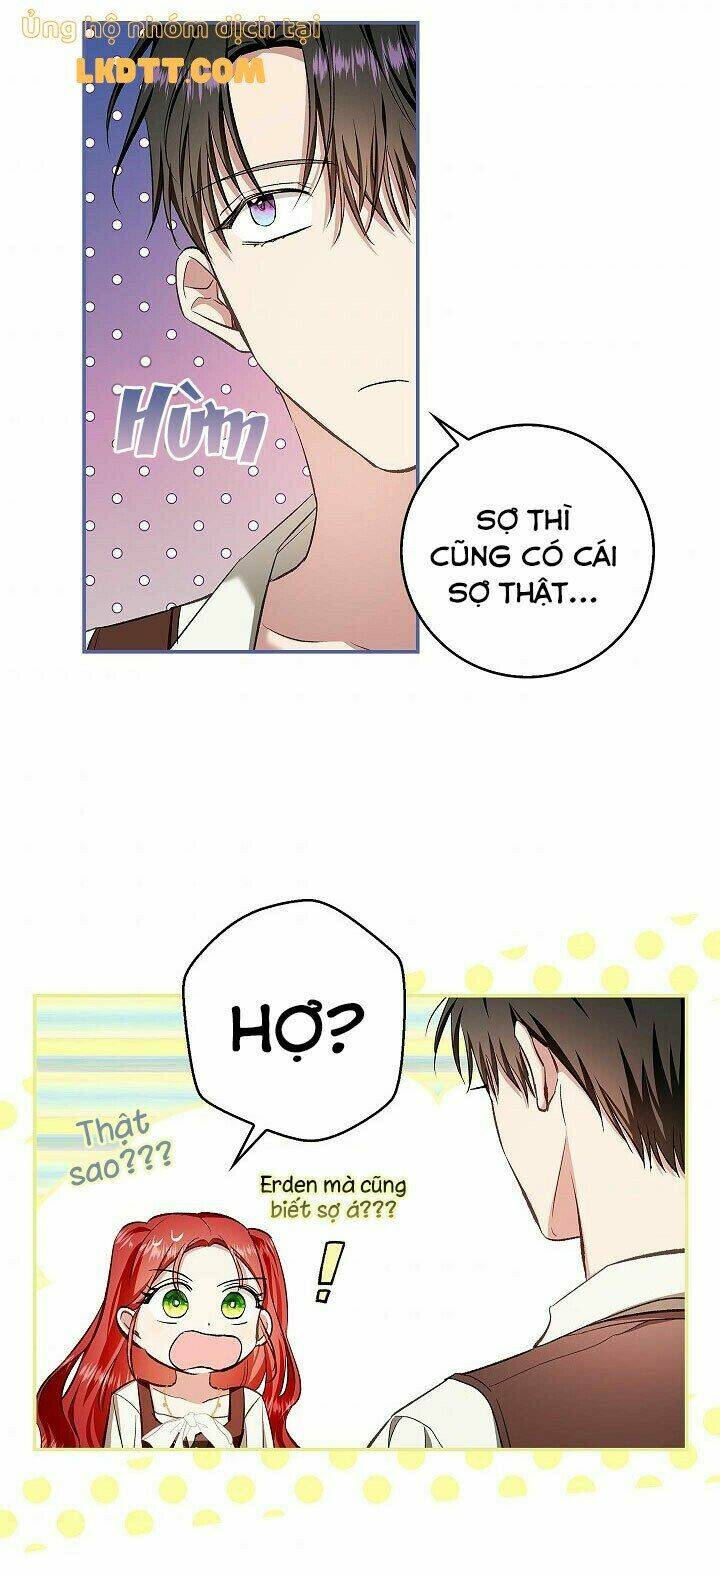 Ủng hộ nhóm dịch tại
LKDTT.COM
Hừm
SỢ THÌ
CŨNG CÓ CÁI
SỢ THẬT...
HỢ?
Thật
sao???
Erden mà cũng
biết sợ á???
!